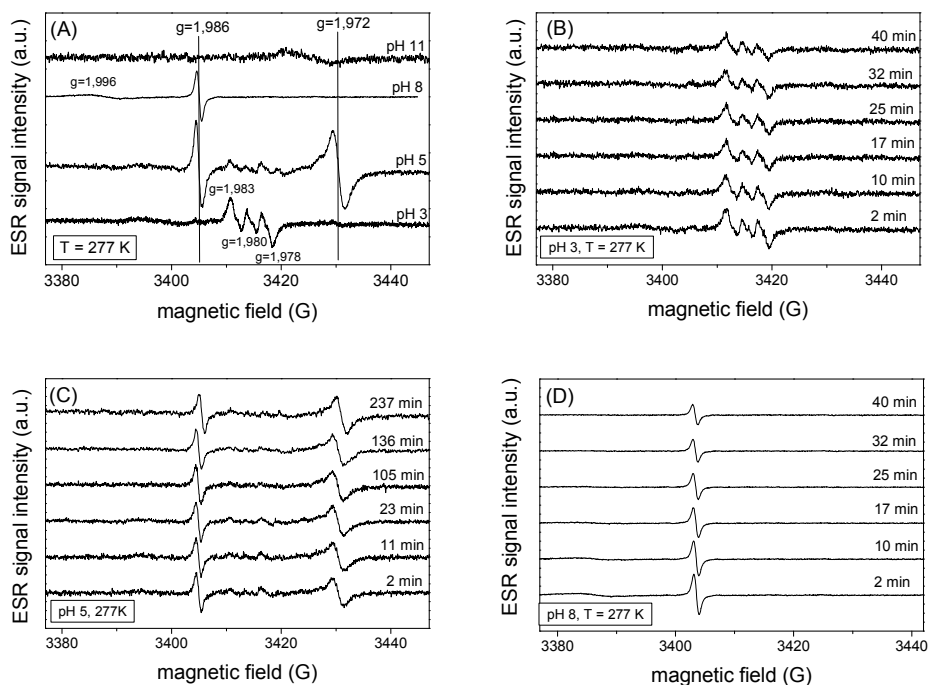 (A)
g=1,986
g=1,972
pH 11
g=1,996
pH 8
pH 5
g=1,983
pH 3
g=1,980
g=1,978
T = 277 K
ESR signal intensity (a.u.)
3380
3400
3420
3440
magnetic field (G)
(B)
40 min
32 min
25 min
17 min
10 min
2 min
pH 3, T = 277 K
ESR signal intensity (a.u.)
3380
3400
3420
3440
magnetic field (G)
(C)
237 min
136 min
105 min
23 min
11 min
2 min
pH 5, 277K
ESR signal intensity (a.u.)
3380
3400
3420
3440
magnetic field (G)
(D)
40 min
32 min
25 min
17 min
10 min
2 min
pH 8, T = 277 K
ESR signal intensity (a.u.)
3380
3400
3420
3440
magnetic field (G)